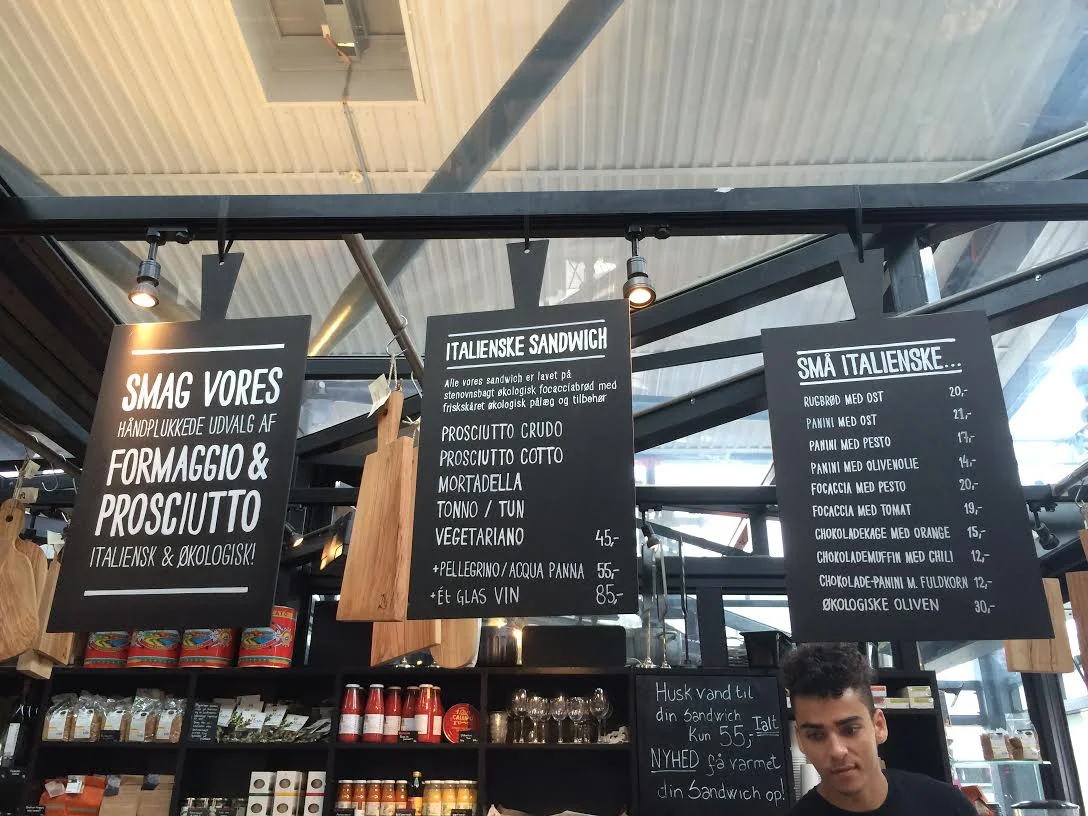 SMAG VORES
HÅNDPLUKKEDE UDVALG AF
FORMAGGIO &
PROSCIUTTO
ITALIENSK & ØKOLOGISK!
ITALIENSKE SANDWICH
Alle vores sandwich er lavet på
stenovnsbagt økologisk focacciabrød med
friskskåret økologisk pålæg og tilbehør
PROSCIUTTO CRUDO
PROSCIUTTO COTTO
MORTADELLA
TONNO / TUN
VEGETARIANO 45,-
+PELLEGRINO/ACQUA PANNA 55,-
+ÉT GLAS VIN 85,-
SMÅ ITALIENSKE...
RUGBRØD MED OST 20,-
PANINI MED OST 21,-
PANINI MED PESTO 17,-
PANINI MED OLIVENOLIE 14,-
FOCACCIA MED PESTO 20,-
FOCACCIA MED TOMAT 19,-
CHOKOLADEKAGE MED ORANGE 15,-
CHOKOLADEMUFFIN MED CHILI 12,-
CHOKOLADE-PANINI M. FULDKORN 12,-
ØKOLOGISKE OLIVEN 30,-
Husk vand til
din Sandwich
Kun 55,- Ialt
NYHED få varmet
din Sandwich op!